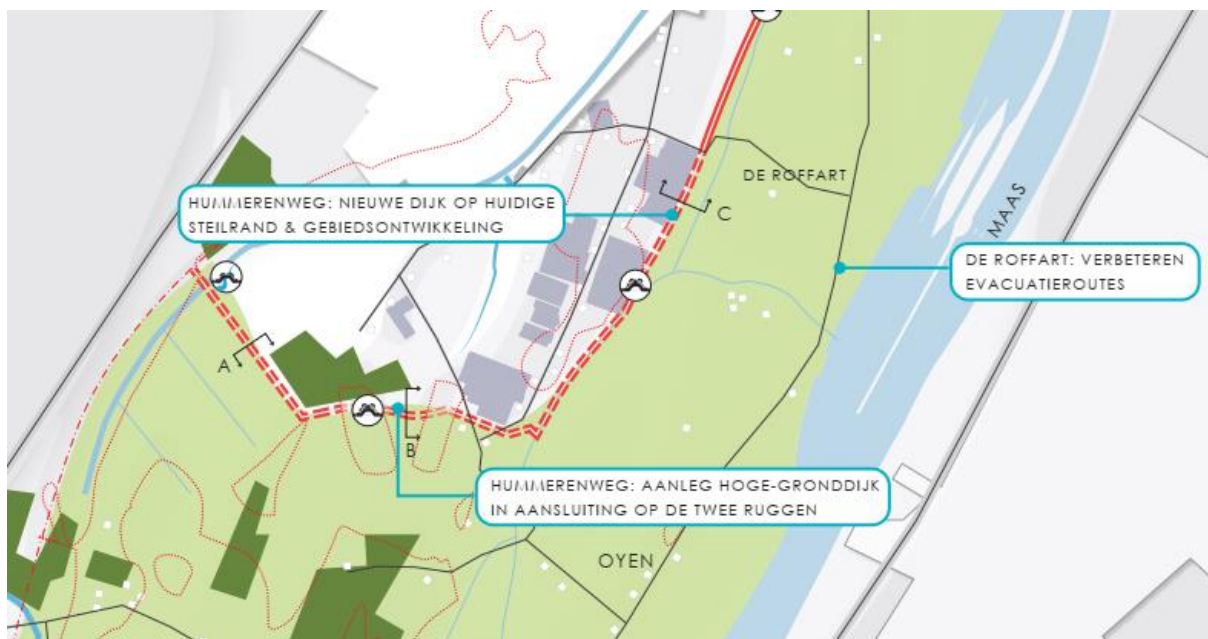 DE ROFFART
HUMMERENWEG: NIEUWE DIJK OP HUIDIGE
STEILRAND & GEBIEDSONTWIKKELING
C
MAAS
DE ROFFART: VERBETEREN
EVACUATIEROUTES
A
B
HUMMERENWEG: AANLEG HOGE-GRONDDIJK
IN AANSLUITING OP DE TWEE RUGGEN
OYEN